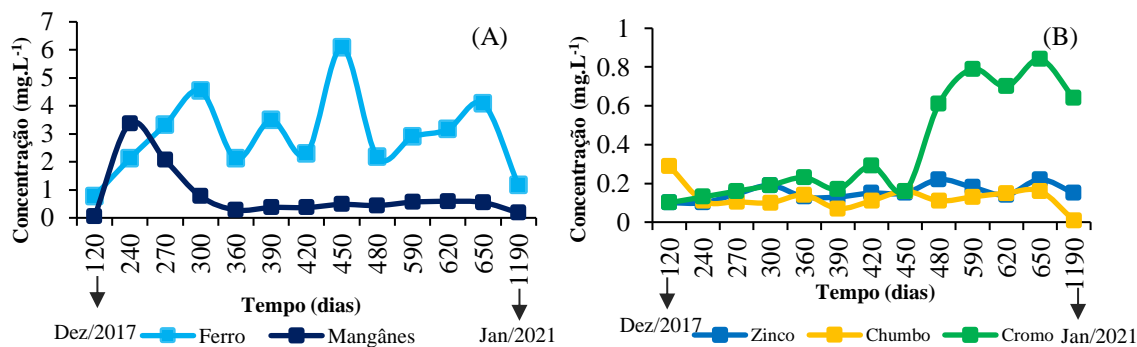 (A)
Concentração (mg.L-1)
7
6
5
4
3
2
1
0
120 240 270 300 360 390 420 450 480 590 620 650 1190
Tempo (dias)
Dez/2017 Ferro Mangânes Jan/2021
(B)
Concentração (mg.L-1)
1
0.8
0.6
0.4
0.2
0
120 240 270 300 360 390 420 450 480 590 620 650 1190
Tempo (dias)
Dez/2017 Zinco Chumbo Cromo Jan/2021